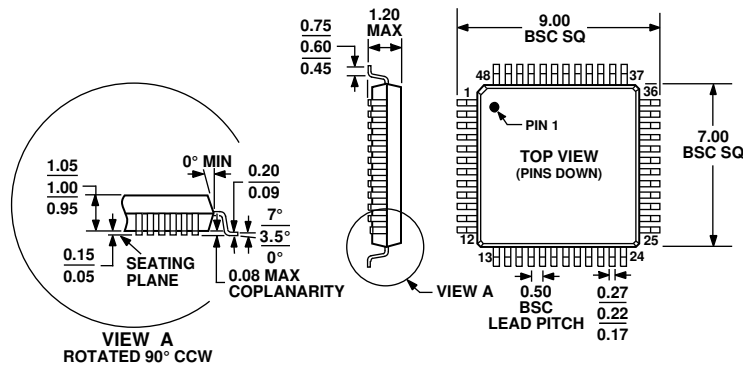 0.75
0.60
0.45
1.20
MAX
9.00
BSC SQ
48
37
1
36
PIN 1
TOP VIEW
(PINS DOWN)
7.00
BSC SQ
12
25
13
24
VIEW A
0.50
BSC
LEAD PITCH
0.27
0.22
0.17
1.05
1.00
0.95
0° MIN
0.20
0.09
7°
3.5°
0°
0.15
0.05
SEATING
PLANE
0.08 MAX
COPLANARITY
VIEW A
ROTATED 90° CCW